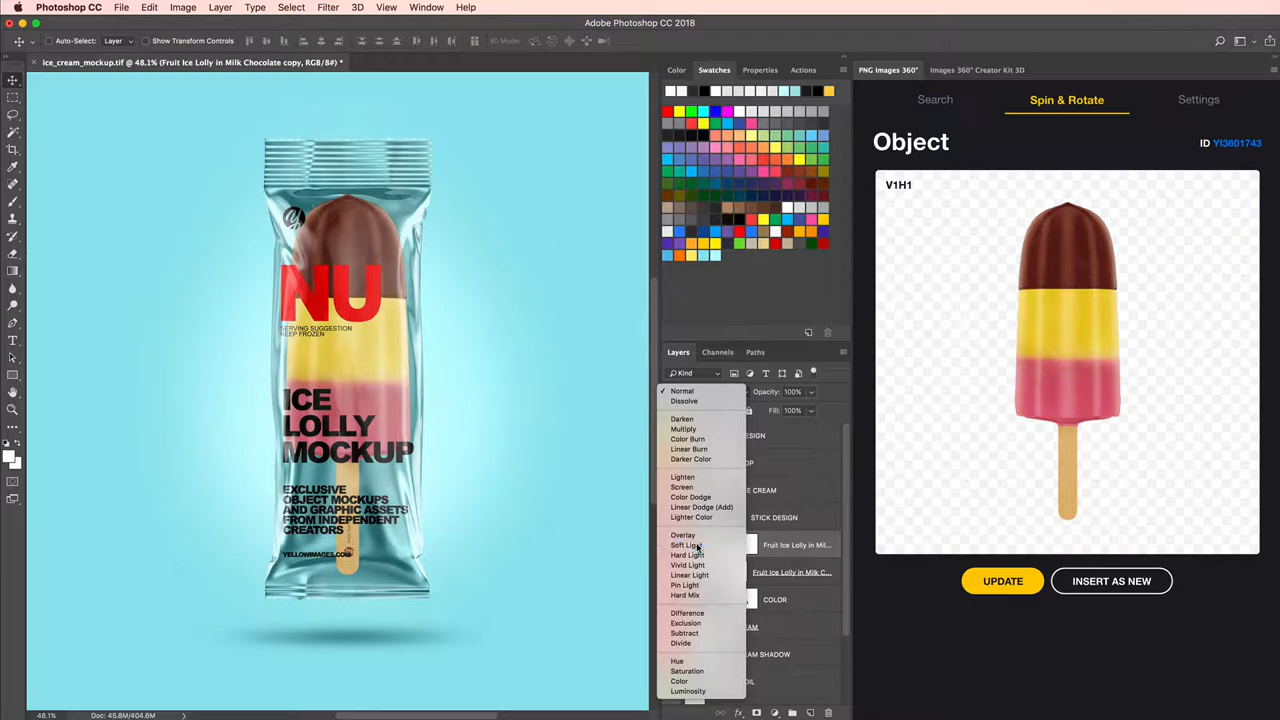 Photoshop CC File Edit Image Layer Type Select Filter 3D View Window Help
Adobe Photoshop CC 2018
Auto-Select: Layer Show Transform Controls 3D Mode:
ice_cream_mockup.tif @ 48.1% (Fruit Ice Lolly in Milk Chocolate copy, RGB/8#) *
Color Swatches Properties Actions
PNG Images 360° Images 360° Creator Kit 3D
Search Spin & Rotate Settings
Object
ID YI3601743
V1H1
UPDATE INSERT AS NEW
NU
SERVING SUGGESTION
KEEP FROZEN
ICE
LOLLY
MOCKUP
EXCLUSIVE
OBJECT MOCKUPS
AND GRAPHIC ASSETS
FROM INDEPENDENT
CREATORS
YELLOWIMAGES.COM
Layers Channels Paths
Kind
Normal
Dissolve
Darken
Multiply
Color Burn
Linear Burn
Darker Color
Lighten
Screen
Color Dodge
Linear Dodge (Add)
Lighter Color
Overlay
Soft Light
Hard Light
Vivid Light
Linear Light
Pin Light
Hard Mix
Difference
Exclusion
Subtract
Divide
Hue
Saturation
Color
Luminosity
Opacity: 100%
Fill: 100%
ESIGN
OP
E CREAM
STICK DESIGN
Fruit Ice Lolly in Mil...
Fruit Ice Lolly in Milk C...
COLOR
AM
EAM SHADOW
OIL
48.1% Doc: 45.8M/404.6M